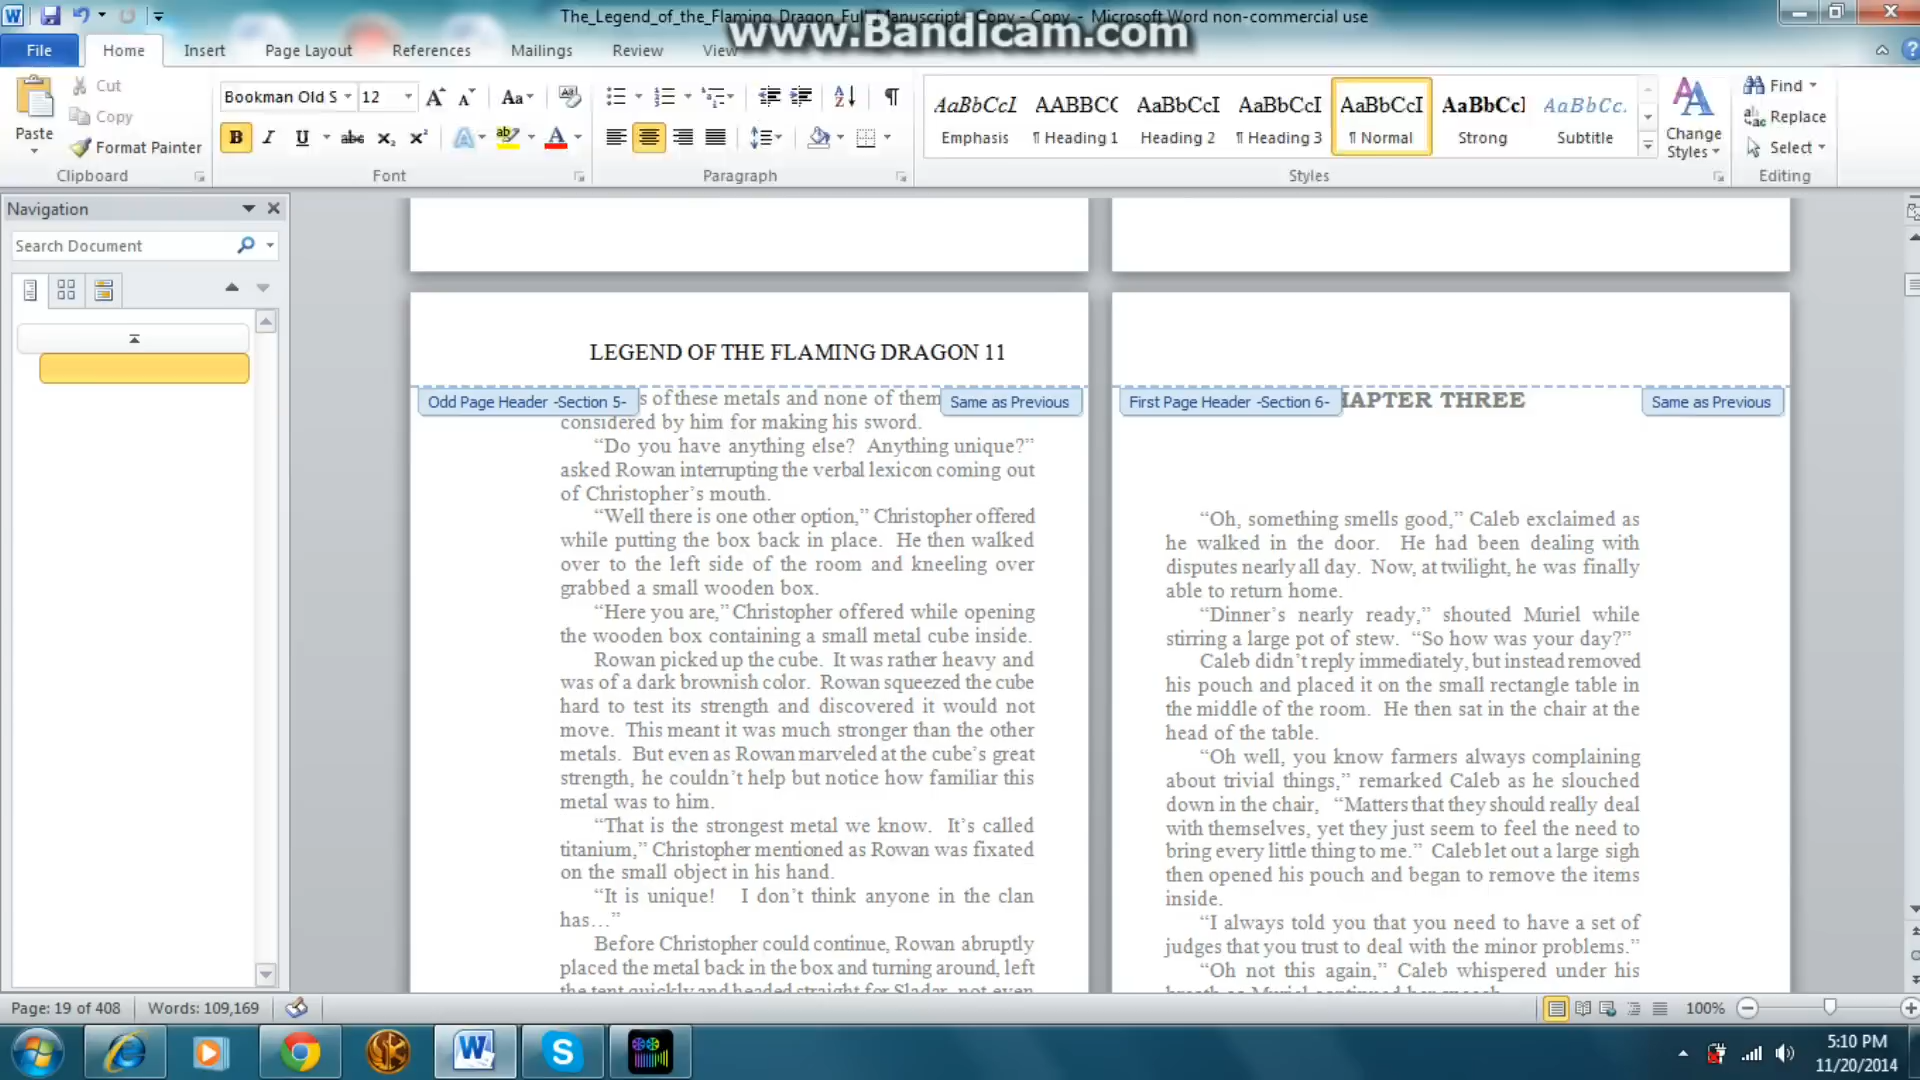 The_Legend_of_the_Flaming_Dragon_Full_Manuscript - Copy - Copy - Microsoft Word non-commercial use
www.Bandicam.com
File Home Insert Page Layout References Mailings Review View
Cut
Copy
Paste
Format Painter
Bookman Old S 12
Clipboard Font Paragraph Styles Editing
AaBbCcI AABBCC AaBbCcI AaBbCcI AaBbCcI AaBbCcI AaBbCc.
Emphasis ¶ Heading 1 Heading 2 ¶ Heading 3 ¶ Normal Strong Subtitle
Change Styles
Find
Replace
Select
Navigation
Search Document
LEGEND OF THE FLAMING DRAGON 11
Odd Page Header -Section 5-
Same as Previous
s of these metals and none of them
considered by him for making his sword.
“Do you have anything else? Anything unique?”
asked Rowan interrupting the verbal lexicon coming out
of Christopher’s mouth.
“Well there is one other option,” Christopher offered
while putting the box back in place. He then walked
over to the left side of the room and kneeling over
grabbed a small wooden box.
“Here you are,” Christopher offered while opening
the wooden box containing a small metal cube inside.
Rowan picked up the cube. It was rather heavy and
was of a dark brownish color. Rowan squeezed the cube
hard to test its strength and discovered it would not
move. This meant it was much stronger than the other
metals. But even as Rowan marveled at the cube’s great
strength, he couldn’t help but notice how familiar this
metal was to him.
“That is the strongest metal we know. It’s called
titanium,” Christopher mentioned as Rowan was fixated
on the small object in his hand.
“It is unique! I don’t think anyone in the clan
has…”
Before Christopher could continue, Rowan abruptly
placed the metal back in the box and turning around, left
the tent quickly and headed straight for Sladar, not even
First Page Header -Section 6-
HAPTER THREE
Same as Previous
“Oh, something smells good,” Caleb exclaimed as
he walked in the door. He had been dealing with
disputes nearly all day. Now, at twilight, he was finally
able to return home.
“Dinner’s nearly ready,” shouted Muriel while
stirring a large pot of stew. “So how was your day?”
Caleb didn’t reply immediately, but instead removed
his pouch and placed it on the small rectangle table in
the middle of the room. He then sat in the chair at the
head of the table.
“Oh well, you know farmers always complaining
about trivial things,” remarked Caleb as he slouched
down in the chair, “Matters that they should really deal
with themselves, yet they just seem to feel the need to
bring every little thing to me.” Caleb let out a large sigh
then opened his pouch and began to remove the items
inside.
“I always told you that you need to have a set of
judges that you trust to deal with the minor problems.”
“Oh not this again,” Caleb whispered under his
breath as Muriel continued her speech.
Page: 19 of 408 Words: 109,169
100%
5:10 PM
11/20/2014